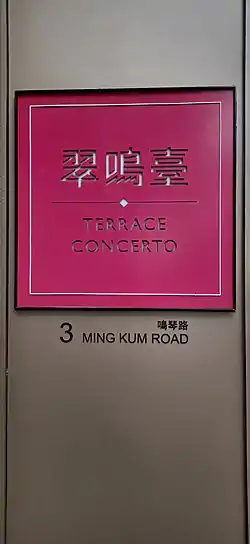 翠鳴臺
TERRACE
CONCERTO
鳴琴路
3 MING KUM ROAD